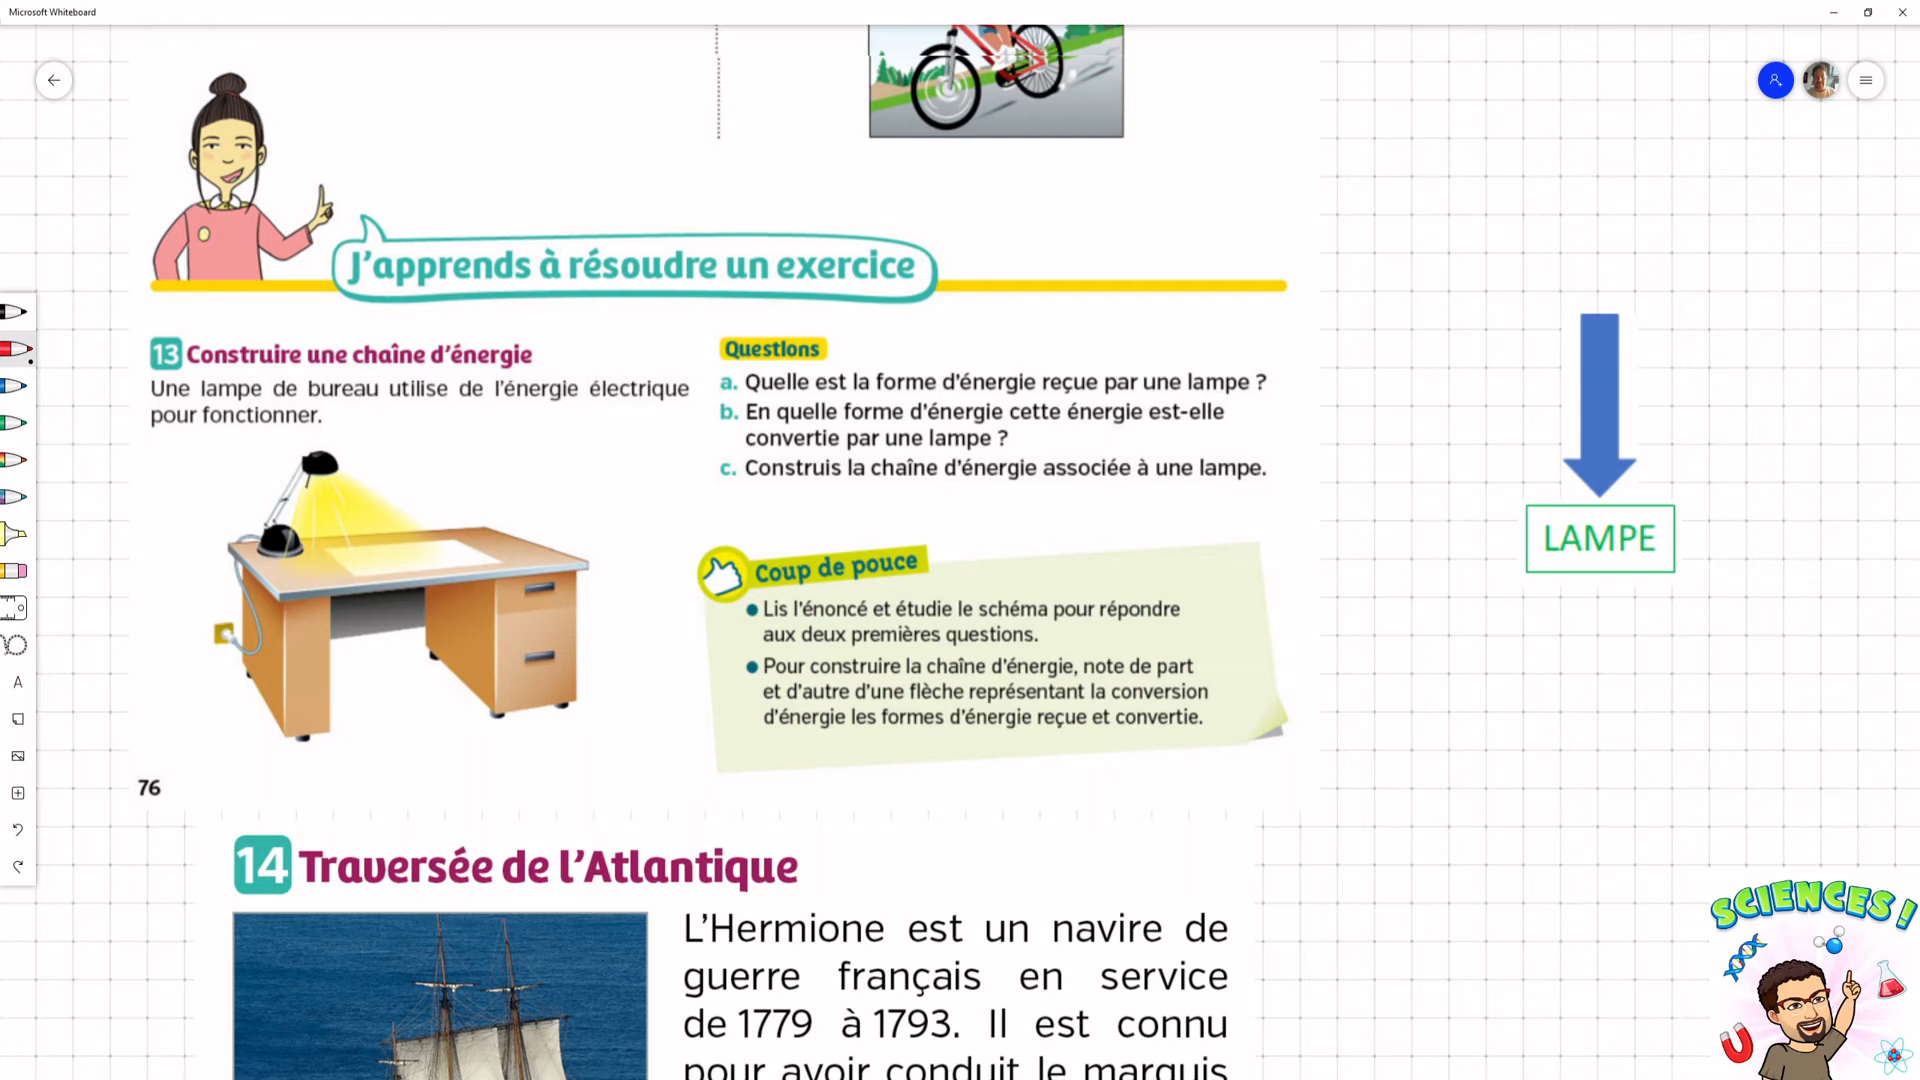 Microsoft Whiteboard
J'apprends à résoudre un exercice
13 Construire une chaîne d'énergie
Une lampe de bureau utilise de l'énergie électrique
pour fonctionner.
Questions
a. Quelle est la forme d'énergie reçue par une lampe ?
b. En quelle forme d'énergie cette énergie est-elle
convertie par une lampe ?
c. Construis la chaîne d'énergie associée à une lampe.
Coup de pouce
• Lis l'énoncé et étudie le schéma pour répondre
aux deux premières questions.
• Pour construire la chaîne d'énergie, note de part
et d'autre d'une flèche représentant la conversion
d'énergie les formes d'énergie reçue et convertie.
76
LAMPE
14 Traversée de l'Atlantique
L'Hermione est un navire de
guerre français en service
de 1779 à 1793. Il est connu
pour avoir conduit le marquis
SCIENCES !
A